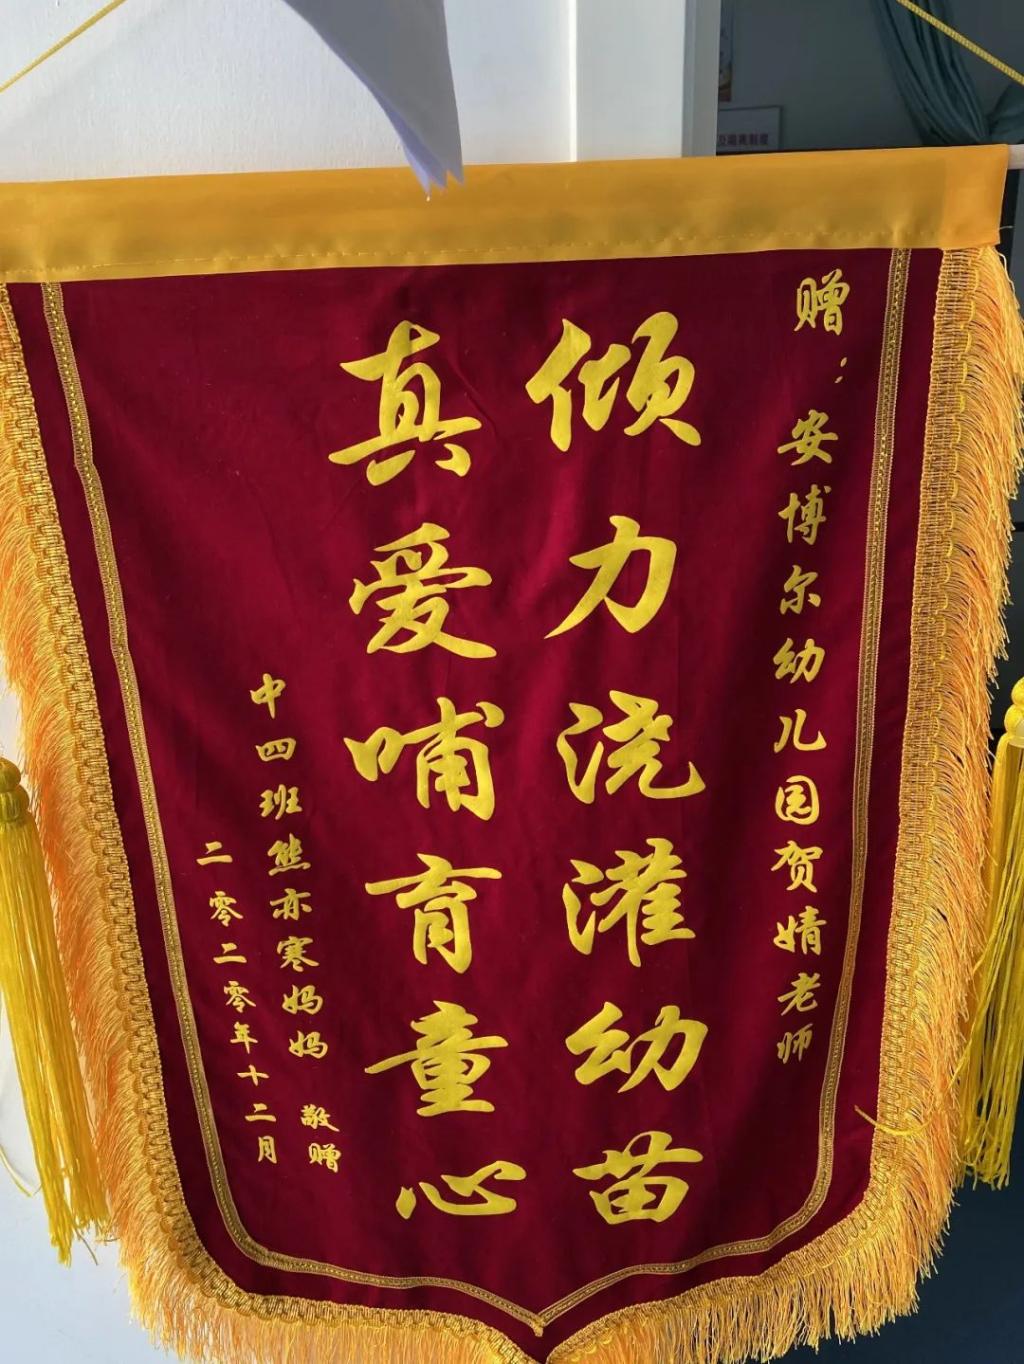 赠：安博尔幼儿园贺婧老师
倾力浇灌幼苗
真爱哺育童心
中四班熊亦寒妈妈 敬赠
二零二零年十二月